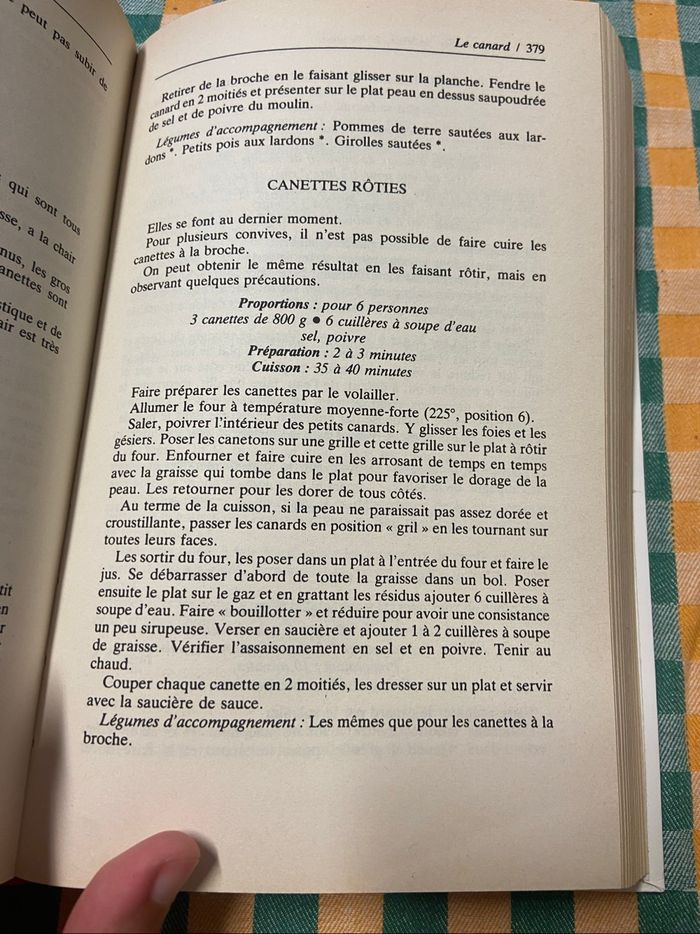 peut pas subir de
qui sont tous
sse, a la chair
nus, les gros
anettes sont
stique et de
air est très
tit
en
r
Le canard / 379
Retirer de la broche en le faisant glisser sur la planche. Fendre le
canard en 2 moitiés et présenter sur le plat peau en dessus saupoudrée
de sel et de poivre du moulin.
Légumes d'accompagnement : Pommes de terre sautées aux lar-
dons *. Petits pois aux lardons *. Girolles sautées *.
CANETTES RÔTIES
Elles se font au dernier moment.
Pour plusieurs convives, il n'est pas possible de faire cuire les
canettes à la broche.
On peut obtenir le même résultat en les faisant rôtir, mais en
observant quelques précautions.
Proportions : pour 6 personnes
3 canettes de 800 g ● 6 cuillères à soupe d'eau
sel, poivre
Préparation : 2 à 3 minutes
Cuisson : 35 à 40 minutes
Faire préparer les canettes par le volailler.
Allumer le four à température moyenne-forte (225°, position 6).
Saler, poivrer l'intérieur des petits canards. Y glisser les foies et les
gésiers. Poser les canetons sur une grille et cette grille sur le plat à rôtir
du four. Enfourner et faire cuire en les arrosant de temps en temps
avec la graisse qui tombe dans le plat pour favoriser le dorage de la
peau. Les retourner pour les dorer de tous côtés.
Au terme de la cuisson, si la peau ne paraissait pas assez dorée et
croustillante, passer les canards en position « gril » en les tournant sur
toutes leurs faces.
Les sortir du four, les poser dans un plat à l'entrée du four et faire le
jus. Se débarrasser d'abord de toute la graisse dans un bol. Poser
ensuite le plat sur le gaz et en grattant les résidus ajouter 6 cuillères à
soupe d'eau. Faire « bouillotter » et réduire pour avoir une consistance
un peu sirupeuse. Verser en saucière et ajouter 1 à 2 cuillères à soupe
de graisse. Vérifier l'assaisonnement en sel et en poivre. Tenir au
chaud.
Couper chaque canette en 2 moitiés, les dresser sur un plat et servir
avec la saucière de sauce.
Légumes d'accompagnement : Les mêmes que pour les canettes à la
broche.